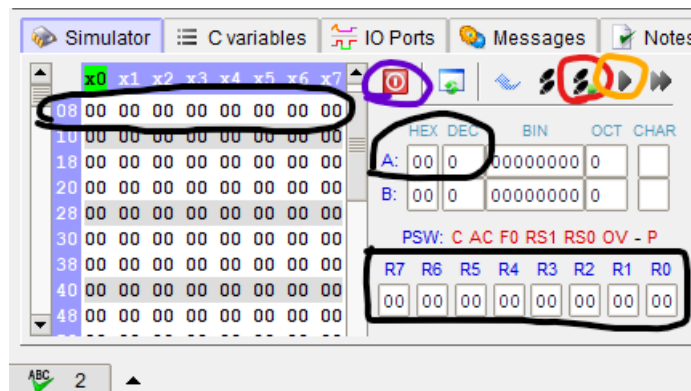 Simulator C variables IO Ports Messages Notes
x0 x1 x2 x3 x4 x5 x6 x7
08 00 00 00 00 00 00 00 00
10 00 00 00 00 00 00 00 00
18 00 00 00 00 00 00 00 00
20 00 00 00 00 00 00 00 00
28 00 00 00 00 00 00 00 00
30 00 00 00 00 00 00 00 00
38 00 00 00 00 00 00 00 00
40 00 00 00 00 00 00 00 00
48 00 00 00 00 00 00 00 00
HEX DEC BIN OCT CHAR
A: 00 0 00000000 0
B: 00 0 00000000 0
PSW: C AC F0 RS1 RS0 OV - P
R7 R6 R5 R4 R3 R2 R1 R0
00 00 00 00 00 00 00 00
ABC 2